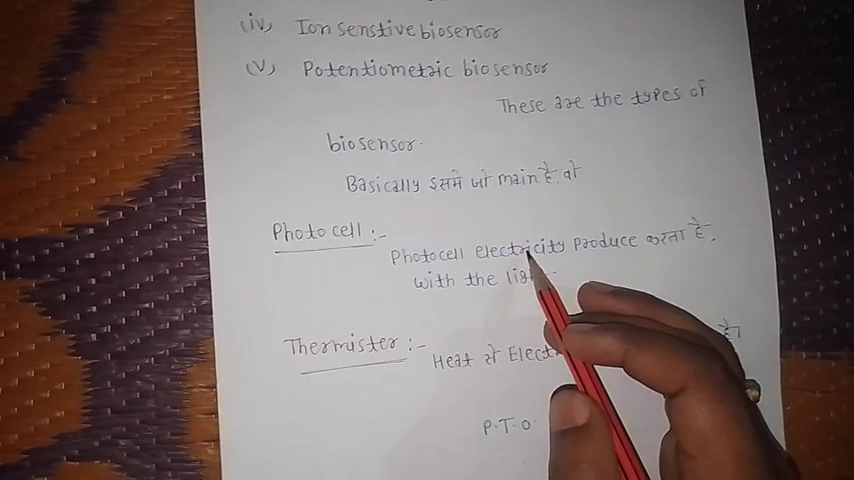 (iv) Ion senstive biosensor
(v) Potentiometric biosensor
These are the types of
biosensor.
Basically इसमे जो main है. वो
Photo cell :-
Photocell electricity produce करता है.
with the
Thermister :-
Heat से
है।
P.T.O